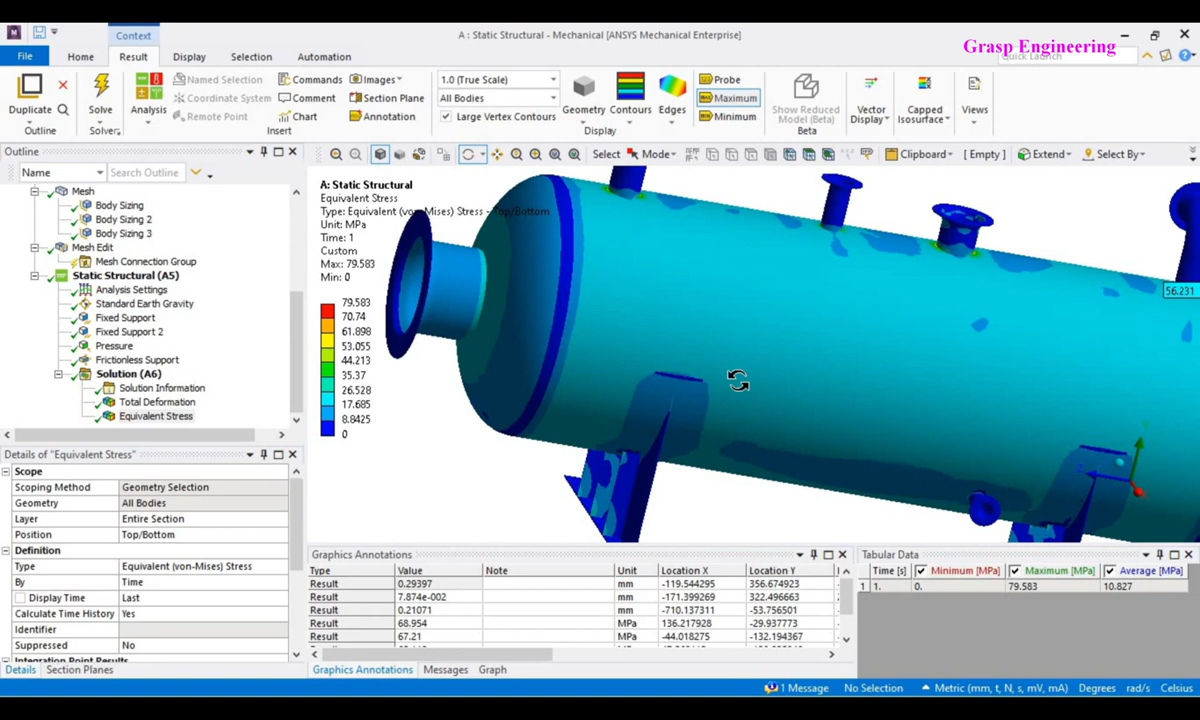 Context
A : Static Structural - Mechanical [ANSYS Mechanical Enterprise]
Grasp Engineering
File Home Result Display Selection Automation
Quick Launch
Duplicate
Outline
Solve
Solver
Analysis
Named Selection
Coordinate System
Remote Point
Commands
Comment
Chart
Images
Section Plane
Annotation
Insert
1.0 (True Scale)
All Bodies
Large Vertex Contours
Geometry
Contours
Edges
Display
Probe
Maximum
Minimum
Show Reduced
Model (Beta)
Beta
Vector
Display
Capped
Isosurface
Views
Outline
Name Search Outline
Select Mode Clipboard [ Empty ] Extend Select By
Mesh
Body Sizing
Body Sizing 2
Body Sizing 3
Mesh Edit
Mesh Connection Group
Static Structural (A5)
Analysis Settings
Standard Earth Gravity
Fixed Support
Fixed Support 2
Pressure
Frictionless Support
Solution (A6)
Solution Information
Total Deformation
Equivalent Stress
A: Static Structural
Equivalent Stress
Type: Equivalent (von-Mises) Stress - Top/Bottom
Unit: MPa
Time: 1
Custom
Max: 79.583
Min: 0
79.583
70.74
61.898
53.055
44.213
35.37
26.528
17.685
8.8425
0
56.231
Details of "Equivalent Stress"
Scope
Scoping Method Geometry Selection
Geometry All Bodies
Layer Entire Section
Position Top/Bottom
Definition
Type Equivalent (von-Mises) Stress
By Time
Display Time Last
Calculate Time History Yes
Identifier
Suppressed No
Integration Point Results
Details Section Planes
Graphics Annotations
Type Value Note Unit Location X Location Y
Result 0.29397 mm -119.544295 356.674923
Result 7.874e-002 mm -171.399269 322.496663
Result 0.21071 mm -710.137311 -53.756501
Result 68.954 MPa 136.217928 -29.937773
Result 67.21 MPa -44.018275 -132.194367
Graphics Annotations Messages Graph
Tabular Data
Time [s] Minimum [MPa] Maximum [MPa] Average [MPa]
1 1. 0. 79.583 10.827
1 Message No Selection Metric (mm, t, N, s, mV, mA) Degrees rad/s Celsius